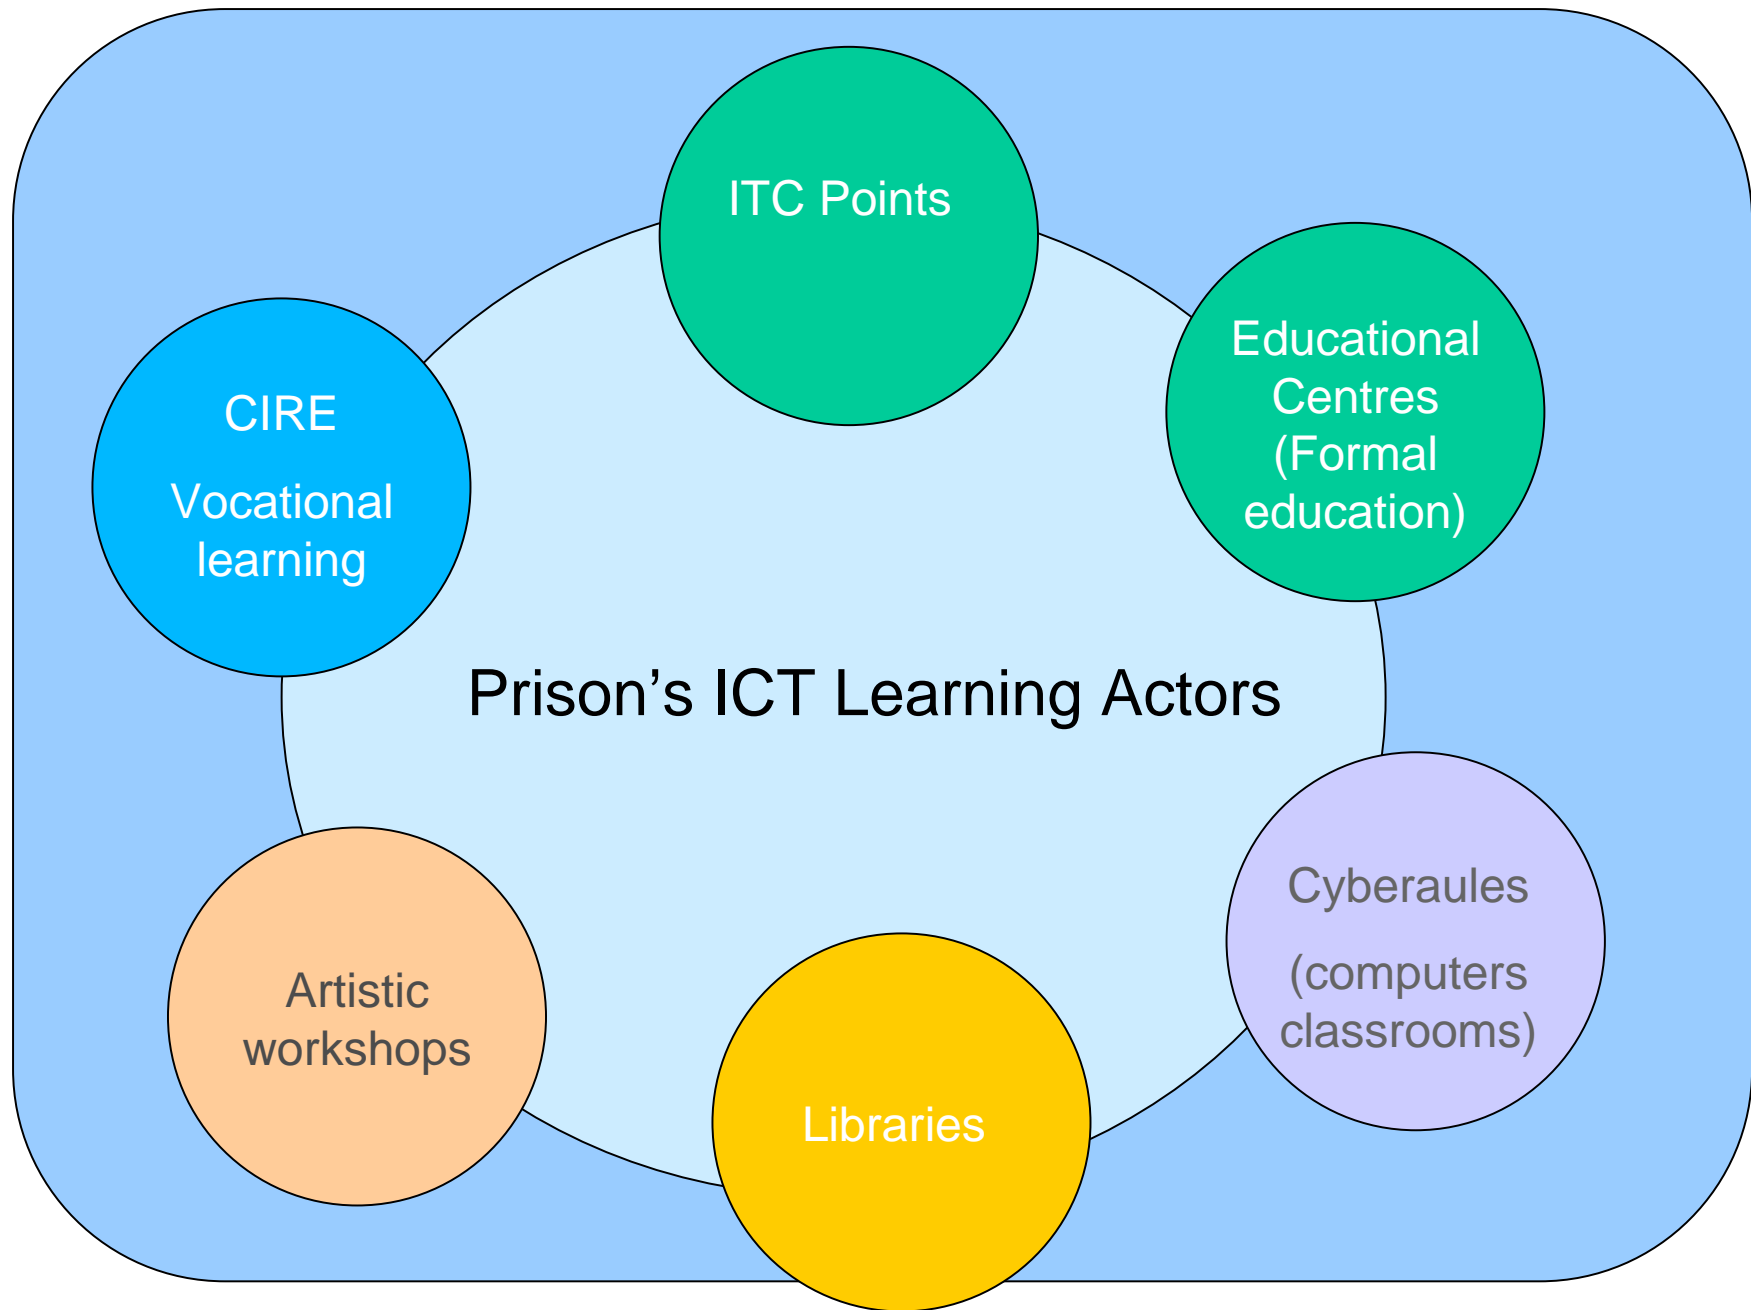 ITC Points
Educational
Centres
(Formal
education)
CIRE
Vocational
learning
Prison’s ICT Learning Actors
Cyberaules
(computers
classrooms)
Artistic
workshops
Libraries